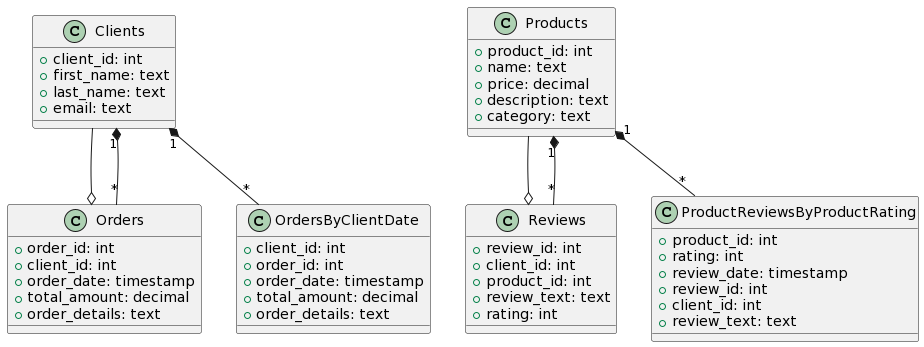 C Clients
client_id: int
first_name: text
last_name: text
email: text
C Products
product_id: int
name: text
price: decimal
description: text
category: text
1
1
1
1
*
*
*
*
C Orders
order_id: int
client_id: int
order_date: timestamp
total_amount: decimal
order_details: text
C OrdersByClientDate
client_id: int
order_id: int
order_date: timestamp
total_amount: decimal
order_details: text
C Reviews
review_id: int
client_id: int
product_id: int
review_text: text
rating: int
C ProductReviewsByProductRating
product_id: int
rating: int
review_date: timestamp
review_id: int
client_id: int
review_text: text